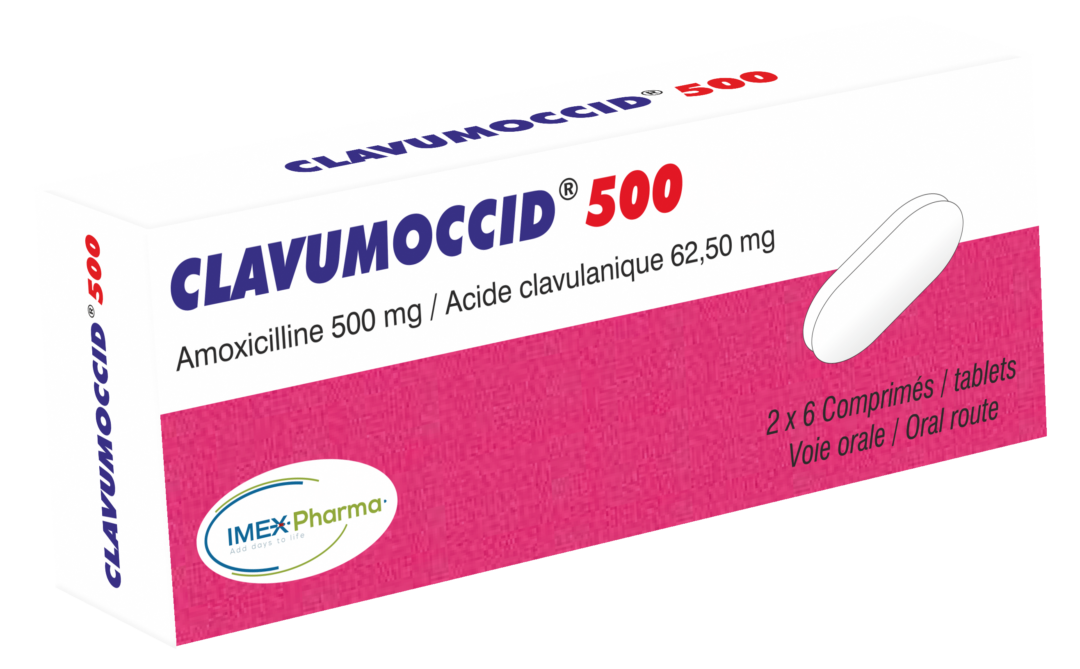 CLAVUMOCCID® 500
CLAVUMOCCID® 500
Amoxicilline 500 mg / Acide clavulanique 62,50 mg
CLAVUMOCCID® 500
2 x 6 Comprimés / tablets
Voie orale / Oral route
IMEX Pharma
Add days to life